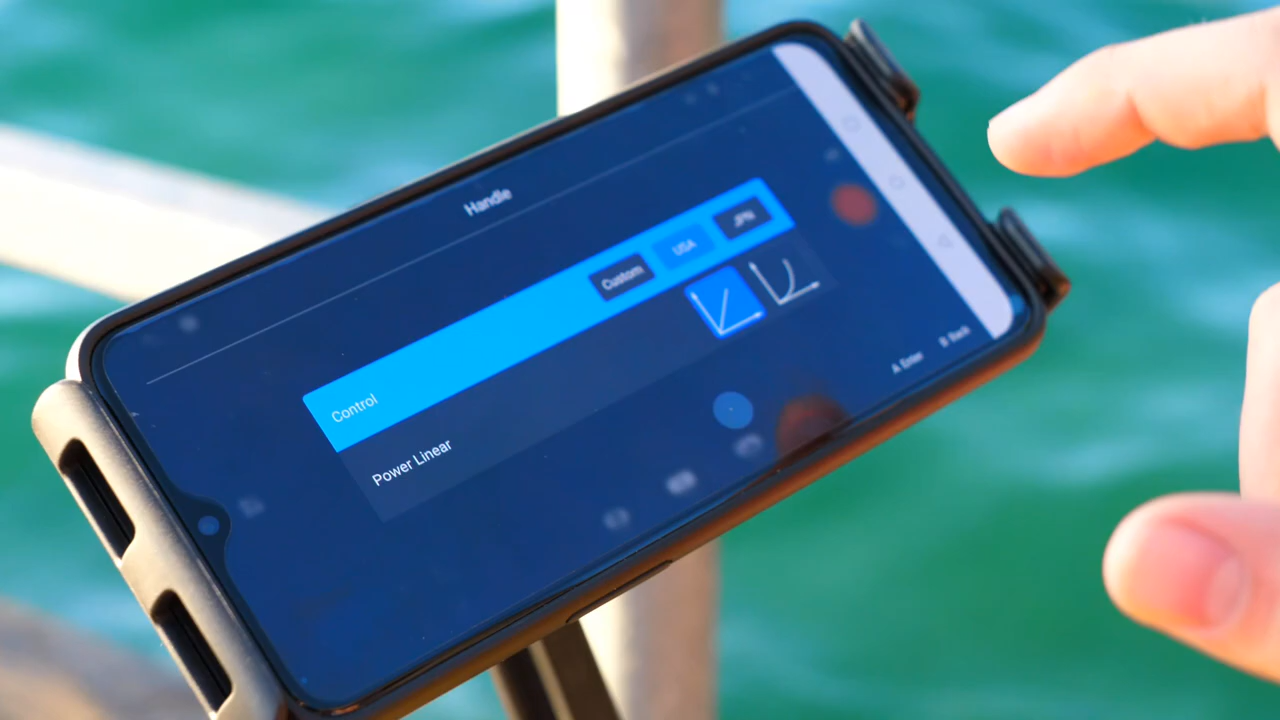 Handle
Control
Custom
USA
JPN
Power Linear
A Enter
B Back